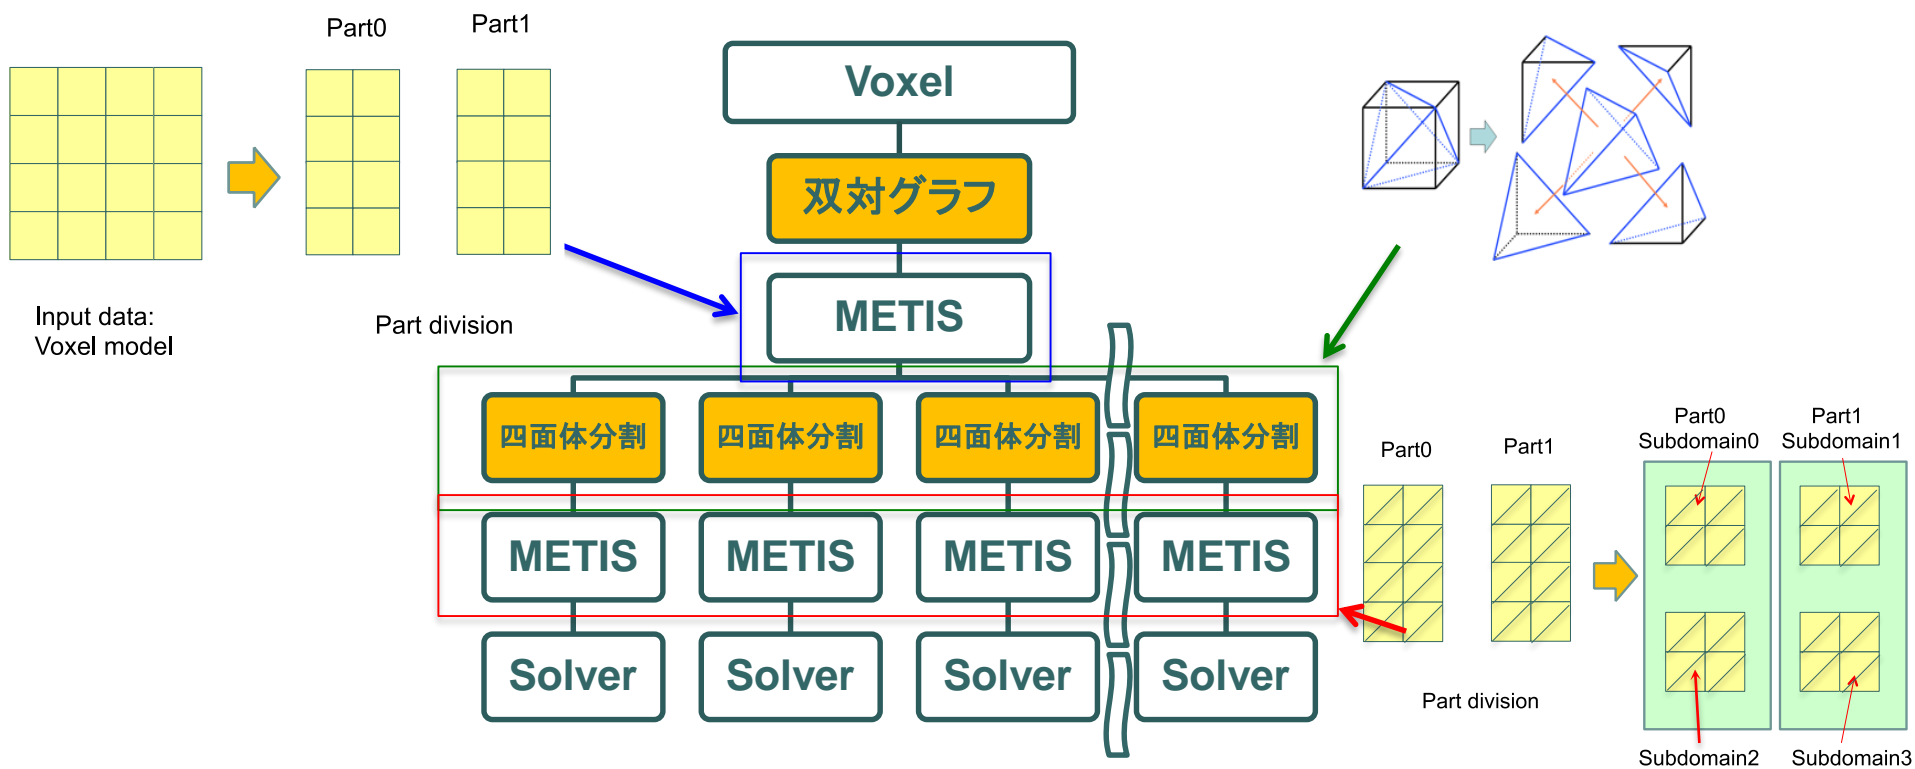 Part0
Part1
Input data:
Voxel model
Part division
Voxel
双対グラフ
METIS
四面体分割
四面体分割
四面体分割
四面体分割
METIS
METIS
METIS
METIS
Solver
Solver
Solver
Solver
Part0
Part1
Part division
Part0
Subdomain0
Part1
Subdomain1
Subdomain2
Subdomain3